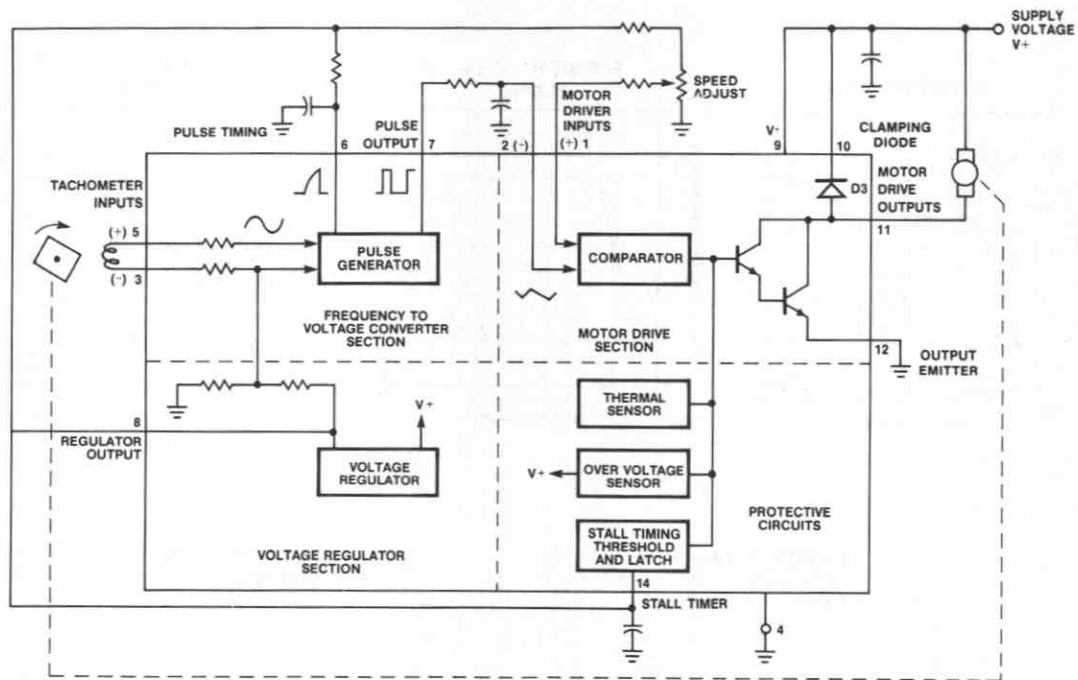 SUPPLY
VOLTAGE
V+
SPEED
ADJUST
MOTOR
DRIVER
INPUTS
PULSE TIMING
PULSE
OUTPUT
6
7
2 (-)
(+) 1
V+
9
10
CLAMPING
DIODE
TACHOMETER
INPUTS
(+) 5
(-) 3
D3
MOTOR
DRIVE
OUTPUTS
11
PULSE
GENERATOR
COMPARATOR
FREQUENCY TO
VOLTAGE CONVERTER
SECTION
MOTOR DRIVE
SECTION
12
OUTPUT
EMITTER
8
REGULATOR
OUTPUT
V+
VOLTAGE
REGULATOR
THERMAL
SENSOR
V+
OVER VOLTAGE
SENSOR
STALL TIMING
THRESHOLD
AND LATCH
PROTECTIVE
CIRCUITS
VOLTAGE REGULATOR
SECTION
14
STALL TIMER
4